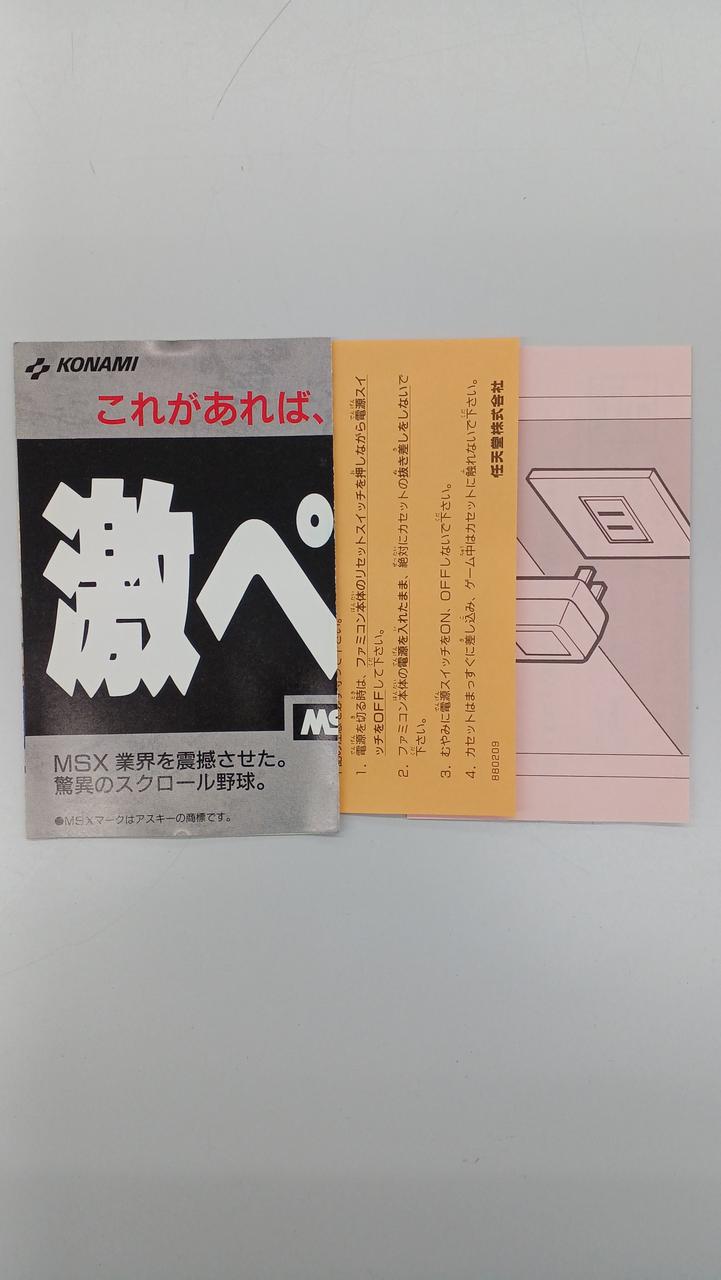 KONAMI
これがあれば、
激ペ
MS
MSX 業界を震撼させた。
驚異のスクロール野球。
●MSXマークはアスキーの商標です。
1. 電源を切る時は、ファミコン本体のリセットスイッチを押しながら電源スイ
ッチをOFFして下さい。
2. ファミコン本体の電源を入れたまま、絶対にカセットの抜き差しをしないで
下さい。
3. むやみに電源スイッチをON、OFFしないで下さい。
4. カセットはまっすぐに差し込み、ゲーム中はカセットに触れないで下さい。
880209
任天堂株式会社